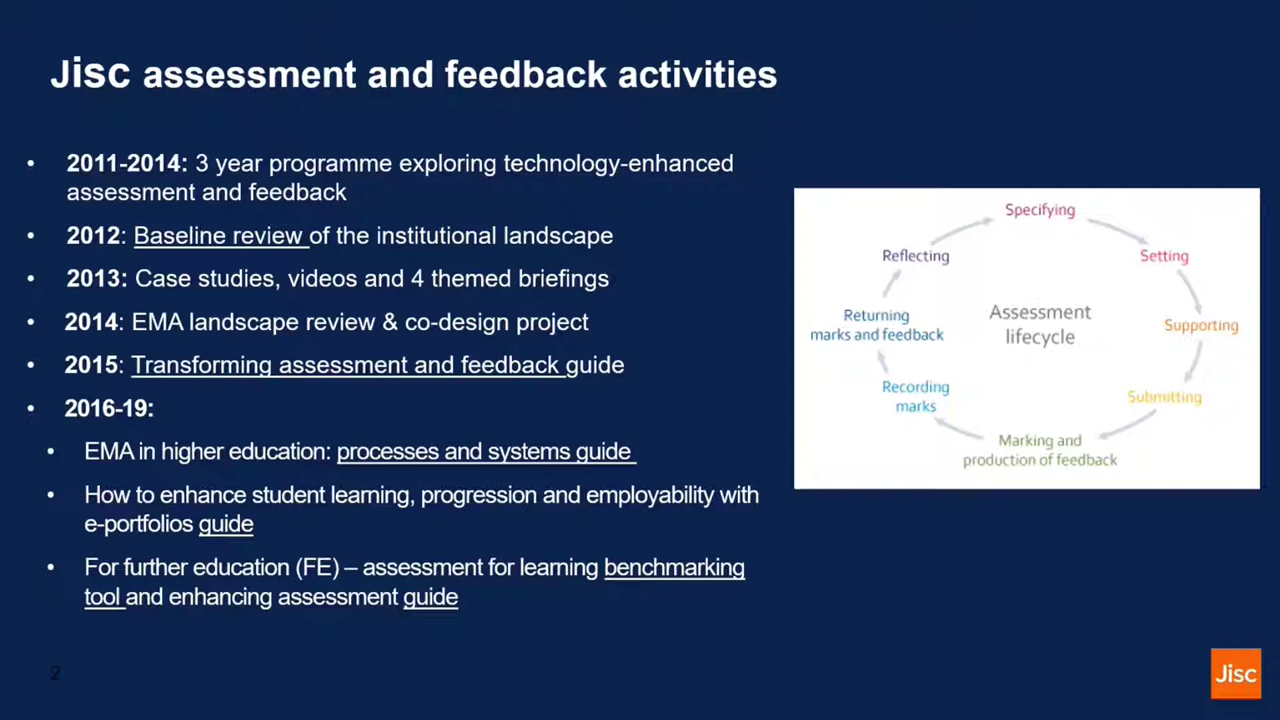 Jisc assessment and feedback activities
• 2011-2014: 3 year programme exploring technology-enhanced
assessment and feedback
• 2012: Baseline review of the institutional landscape
• 2013: Case studies, videos and 4 themed briefings
• 2014: EMA landscape review & co-design project
• 2015: Transforming assessment and feedback guide
• 2016-19:
• EMA in higher education: processes and systems guide
• How to enhance student learning, progression and employability with
e-portfolios guide
• For further education (FE) – assessment for learning benchmarking
tool and enhancing assessment guide
Specifying
Setting
Supporting
Submitting
Marking and
production of feedback
Recording
marks
Returning
marks and feedback
Reflecting
Assessment
lifecycle
2
Jisc